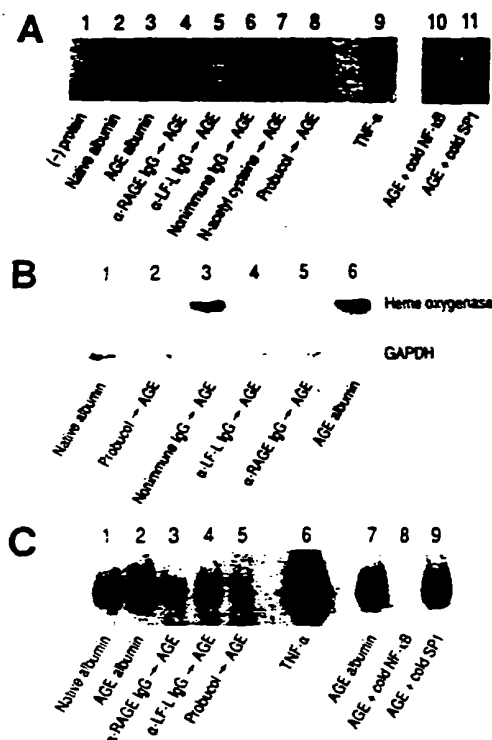 A
1 2 3 4 5 6 7 8 9 10 11
(-) protein
Native albumin
AGE albumin
α-RAGE IgG → AGE
α-LF-L IgG → AGE
Nonimmune IgG → AGE
N-acetyl cysteine → AGE
Probucol → AGE
TNF-α
AGE + cold NF-κB
AGE + cold SP1
B
1 2 3 4 5 6
Heme oxygenase
GAPDH
Native albumin
Probucol → AGE
Nonimmune IgG → AGE
α-LF-L IgG → AGE
α-RAGE IgG → AGE
AGE albumin
C
1 2 3 4 5 6 7 8 9
Native albumin
AGE albumin
α-RAGE IgG → AGE
α-LF-L IgG → AGE
Probucol → AGE
TNF-α
AGE albumin
AGE + cold NF-κB
AGE + cold SP1